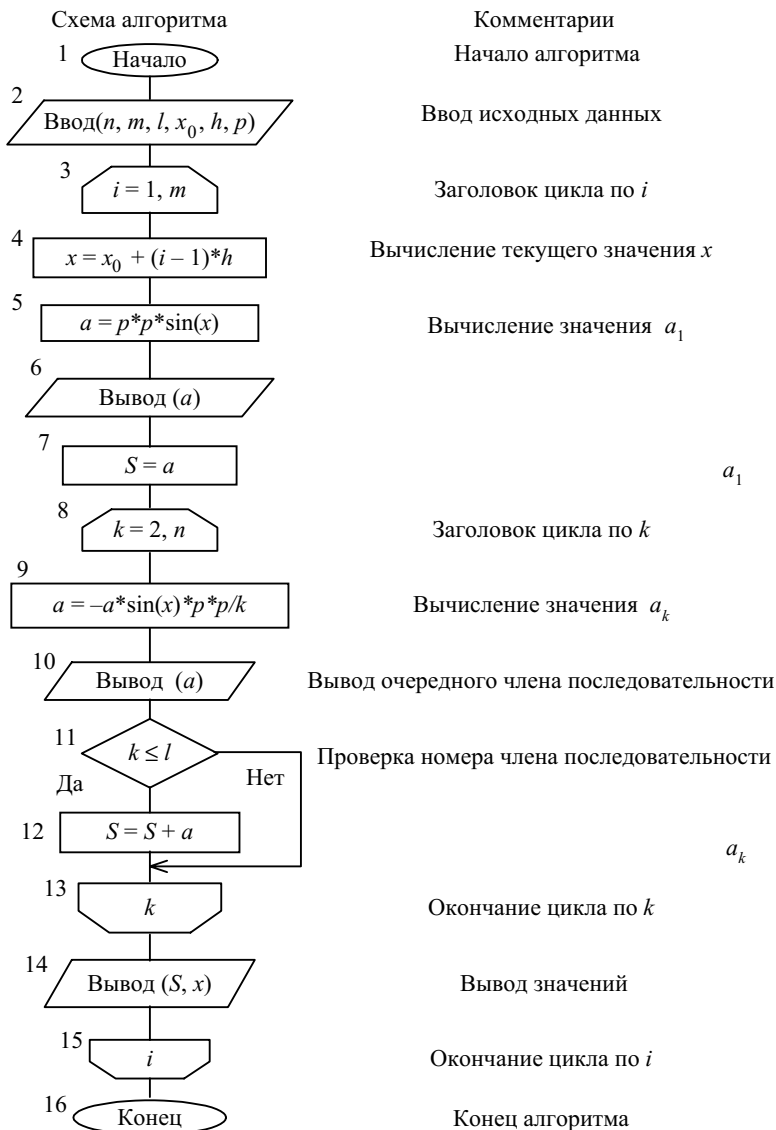 Схема алгоритма Комментарии
1 Начало Начало алгоритма
2 Ввод(n, m, l, x₀, h, p) Ввод исходных данных
3 i = 1, m Заголовок цикла по i
4 x = x₀ + (i – 1)*h Вычисление текущего значения x
5 a = p*p*sin(x) Вычисление значения a₁
6 Вывод (a)
7 S = a a₁
8 k = 2, n Заголовок цикла по k
9 a = –a*sin(x)*p*p/k Вычисление значения aₖ
10 Вывод (a) Вывод очередного члена последовательности
11 k ≤ l Проверка номера члена последовательности
Да Нет
12 S = S + a aₖ
13 k Окончание цикла по k
14 Вывод (S, x) Вывод значений
15 i Окончание цикла по i
16 Конец Конец алгоритма